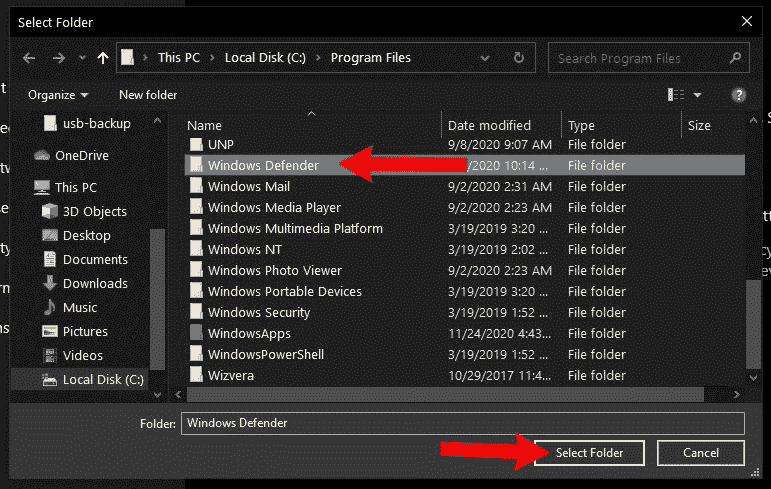 Select Folder
This PC > Local Disk (C:) > Program Files
Search Program Files
Organize New folder
?
usb-backup
OneDrive
This PC
3D Objects
Desktop
Documents
Downloads
Music
Pictures
Videos
Local Disk (C:)
Name Date modified Type Size
UNP 9/8/2020 9:07 AM File folder
Windows Defender /2020 10:14 ... File folder
Windows Mail 9/2/2020 2:31 AM File folder
Windows Media Player 9/2/2020 2:23 AM File folder
Windows Multimedia Platform 3/19/2019 3:20 ... File folder
Windows NT 3/19/2019 2:02 ... File folder
Windows Photo Viewer 9/2/2020 2:23 AM File folder
Windows Portable Devices 3/19/2019 3:20 ... File folder
Windows Security 3/19/2019 1:52 ... File folder
WindowsApps 11/24/2020 4:43... File folder
WindowsPowerShell 3/19/2019 1:52 ... File folder
Wizvera 10/29/2017 11:4... File folder
Folder: Windows Defender
Select Folder Cancel